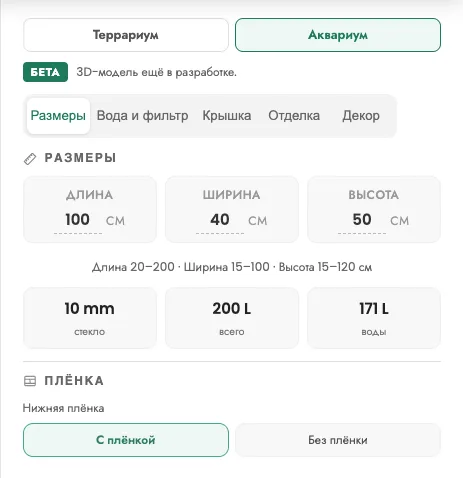 Террариум
Аквариум
БЕТА 3D-модель ещё в разработке.
Размеры Вода и фильтр Крышка Отделка Декор
РАЗМЕРЫ
ДЛИНА ШИРИНА ВЫСОТА
100 СМ 40 СМ 50 СМ
Длина 20–200 · Ширина 15–100 · Высота 15–120 см
10 mm 200 L 171 L
стекло всего воды
ПЛЁНКА
Нижняя плёнка
С плёнкой Без плёнки